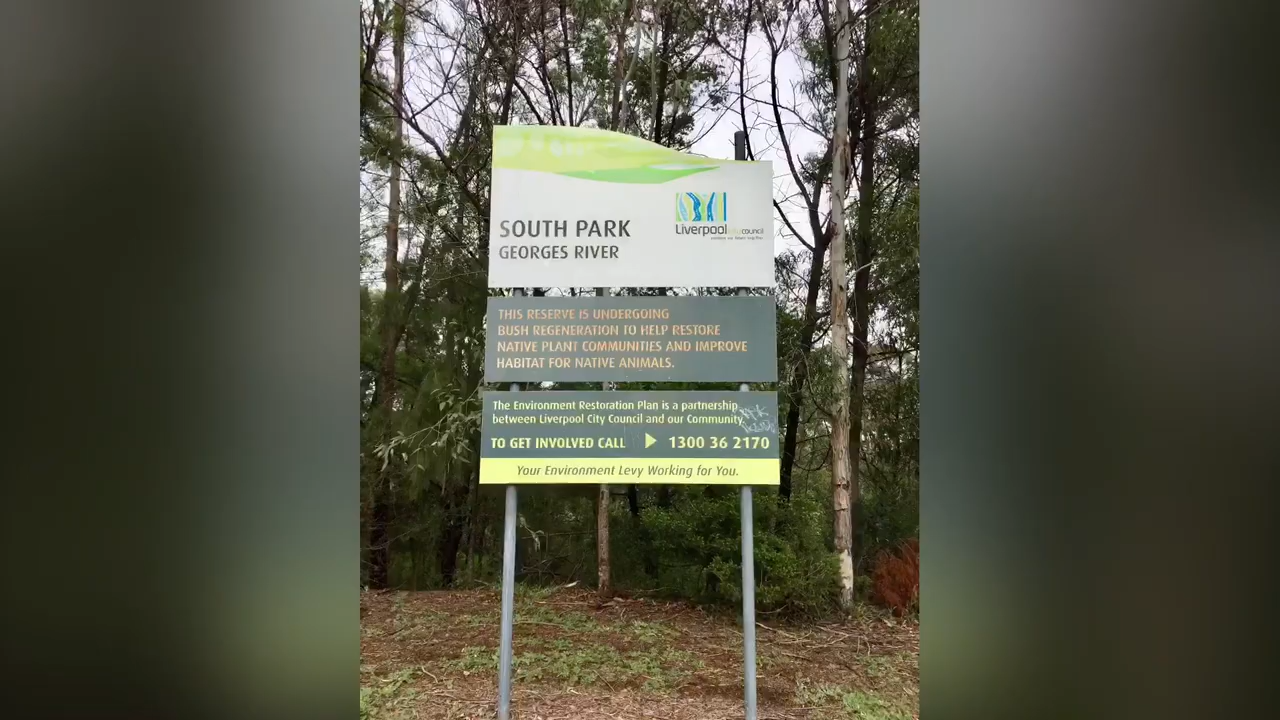 SOUTH PARK
GEORGES RIVER
Liverpool city council
THIS RESERVE IS UNDERGOING
BUSH REGENERATION TO HELP RESTORE
NATIVE PLANT COMMUNITIES AND IMPROVE
HABITAT FOR NATIVE ANIMALS.
The Environment Restoration Plan is a partnership
between Liverpool City Council and our Community
TO GET INVOLVED CALL 1300 36 2170
Your Environment Levy Working for You.